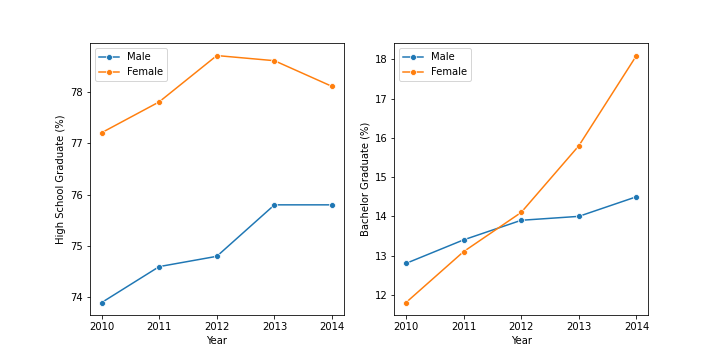 Male
Female
High School Graduate (%)
78
77
76
75
74
2010 2011 2012 2013 2014
Year
Male
Female
Bachelor Graduate (%)
18
17
16
15
14
13
12
2010 2011 2012 2013 2014
Year